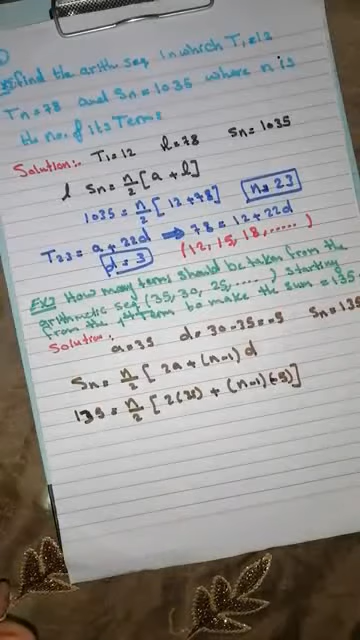 find the arith seq in which T₁ = 12
Tn = 78 and Sn = 1035 where n is
the no. of its Terms
Solution:- T₁ = 12 l = 78 Sn = 1035
Sn = n/2 [a + l]
1035 = n/2 [12 + 78] n = 23
T23 = a + 22d ⇒ 78 = 12 + 22d
d = 3 (12, 15, 18, ......)
EX2 How many terms should be taken from the
arithmetic seq (35, 30, 25, ......) starting
from the 1st Term to make the sum = 135
Solution:-
a = 35 d = 30 - 35 = -5 Sn = 135
Sn = n/2 [2a + (n-1) d
135 = n/2 [2(35) + (n-1)(-5)]